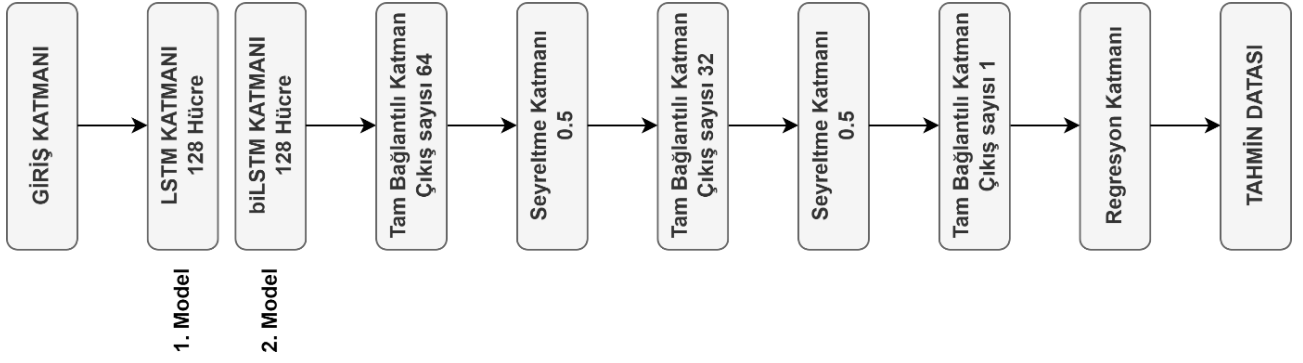 GİRİŞ KATMANI
LSTM KATMANI
128 Hücre
1. Model
biLSTM KATMANI
128 Hücre
2. Model
Tam Bağlantılı Katman
Çıkış sayısı 64
Seyreltme Katmanı
0.5
Tam Bağlantılı Katman
Çıkış sayısı 32
Seyreltme Katmanı
0.5
Tam Bağlantılı Katman
Çıkış sayısı 1
Regresyon Katmanı
TAHMİN DATASI